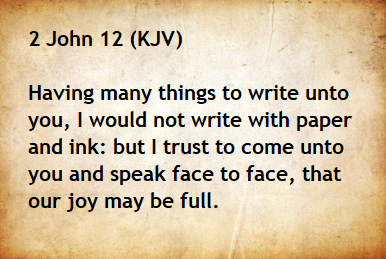 2 John 12 (KJV)
Having many things to write unto
you, I would not write with paper
and ink: but I trust to come unto
you and speak face to face, that
our joy may be full.